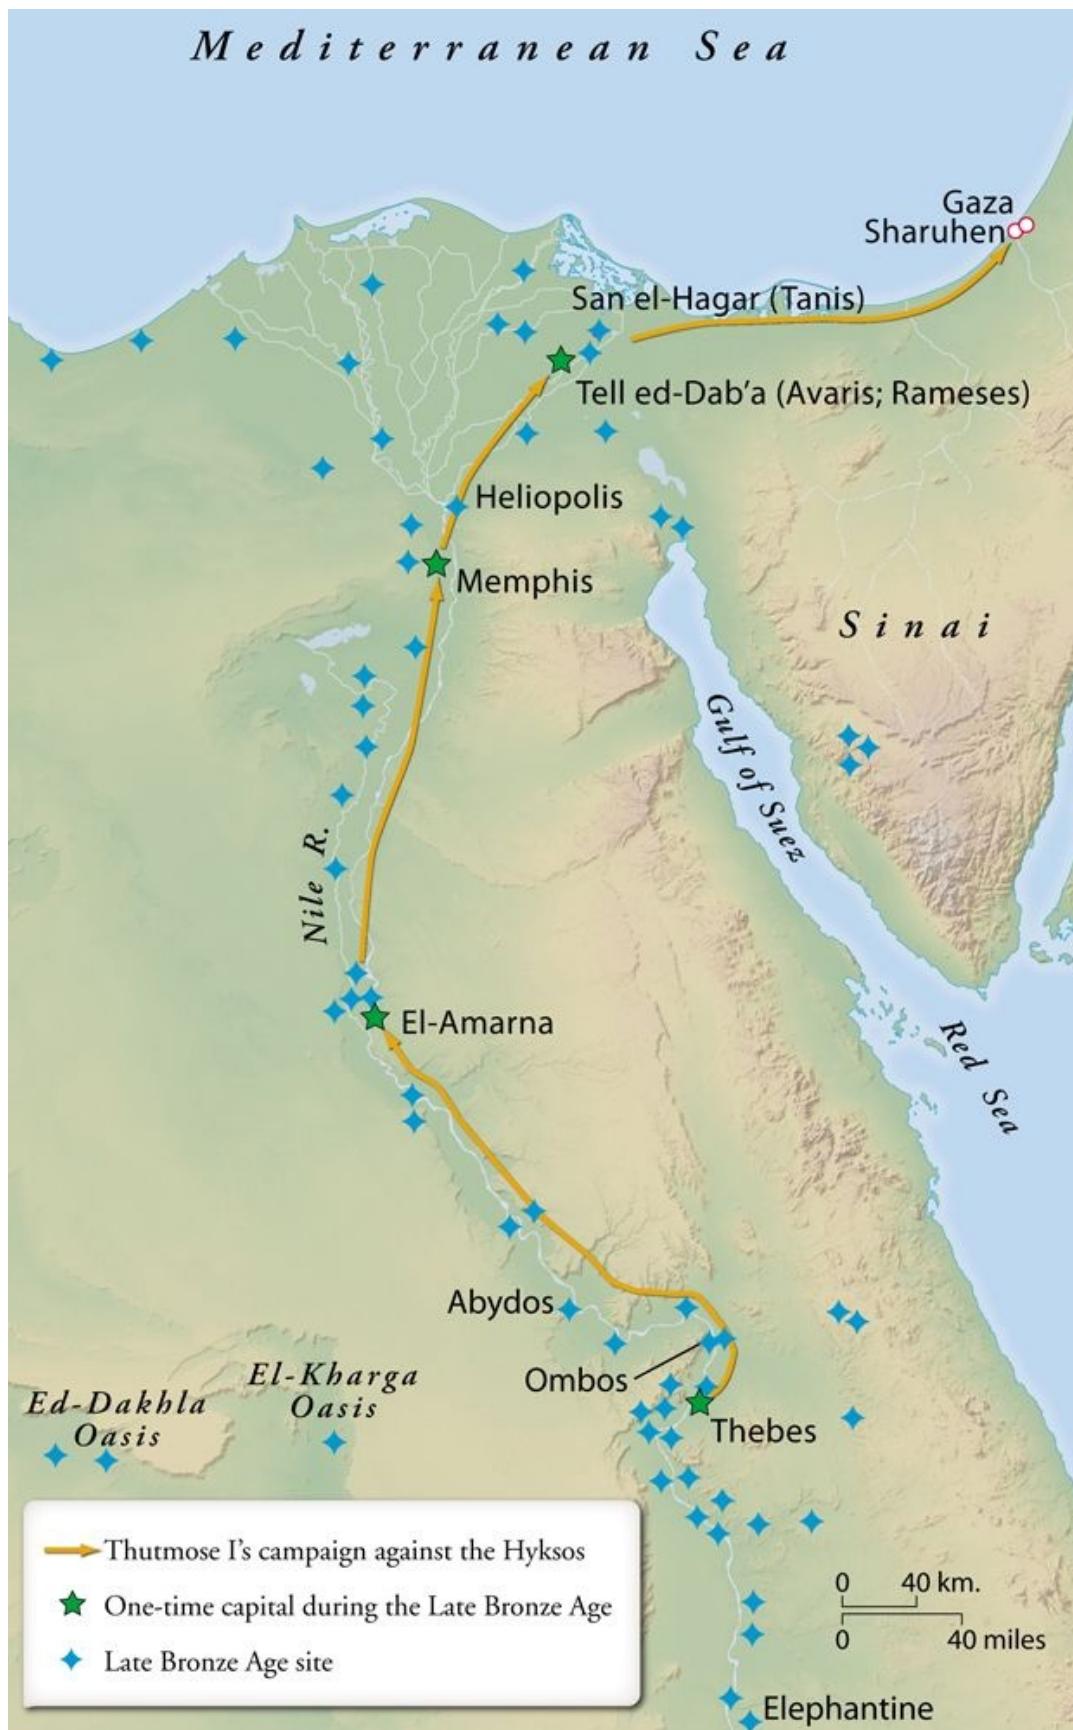 Mediterranean Sea
Gaza
Sharuhen
San el-Hagar (Tanis)
Tell ed-Dab’a (Avaris; Rameses)
Heliopolis
Memphis
Sinai
Gulf of Suez
Nile R.
El-Amarna
Red Sea
Abydos
El-Kharga
Oasis
Ombos
Ed-Dakhla
Oasis
Thebes
Thutmose I’s campaign against the Hyksos
One-time capital during the Late Bronze Age
Late Bronze Age site
0 40 km.
0 40 miles
Elephantine